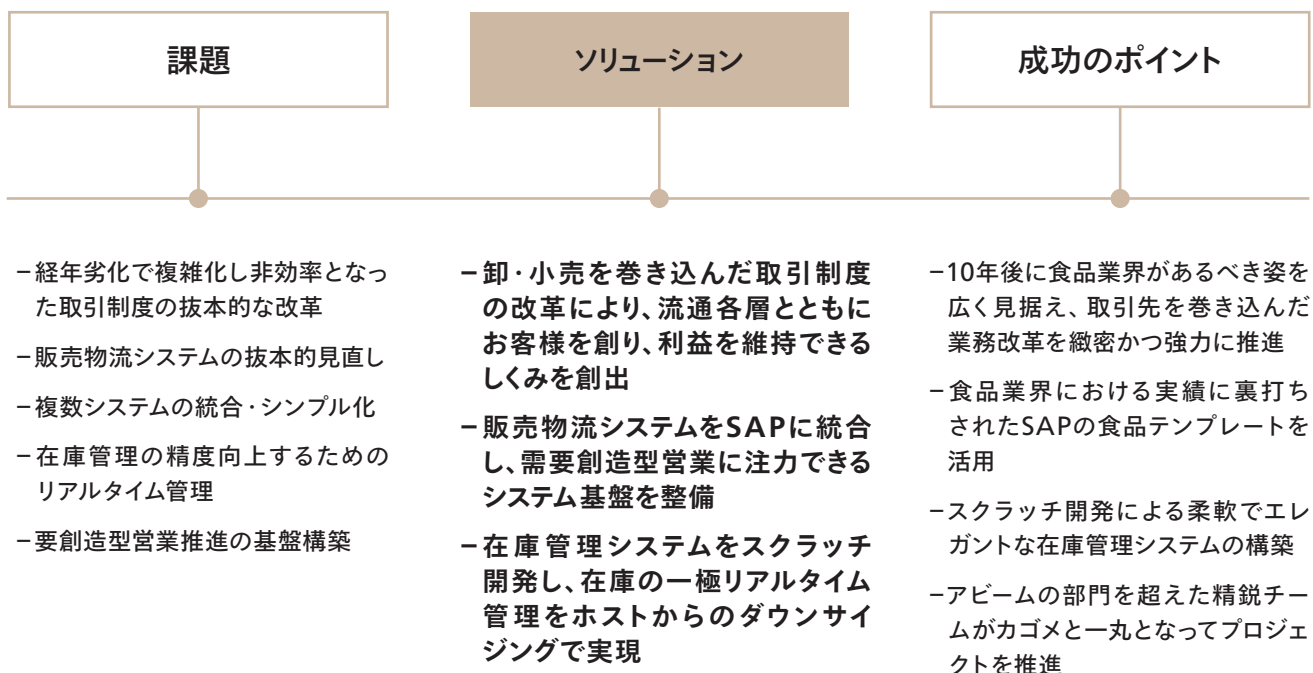 課題
ソリューション
成功のポイント
–経年劣化で複雑化し非効率となっ
た取引制度の抜本的な改革
–販売物流システムの抜本的見直し
–複数システムの統合・シンプル化
–在庫管理の精度向上するための
リアルタイム管理
–要創造型営業推進の基盤構築
–卸・小売を巻き込んだ取引制度
の改革により、流通各層とともに
お客様を創り、利益を維持できる
しくみを創出
–販売物流システムをSAPに統合
し、需要創造型営業に注力できる
システム基盤を整備
–在庫管理システムをスクラッチ
開発し、在庫の一極リアルタイム
管理をホストからのダウンサイ
ジングで実現
–10年後に食品業界があるべき姿を
広く見据え、取引先を巻き込んだ
業務改革を緻密かつ強力に推進
–食品業界における実績に裏打ち
されたSAPの食品テンプレートを
活用
–スクラッチ開発による柔軟でエレ
ガントな在庫管理システムの構築
–アビームの部門を超えた精鋭チー
ムがカゴメと一丸となってプロジェ
クトを推進